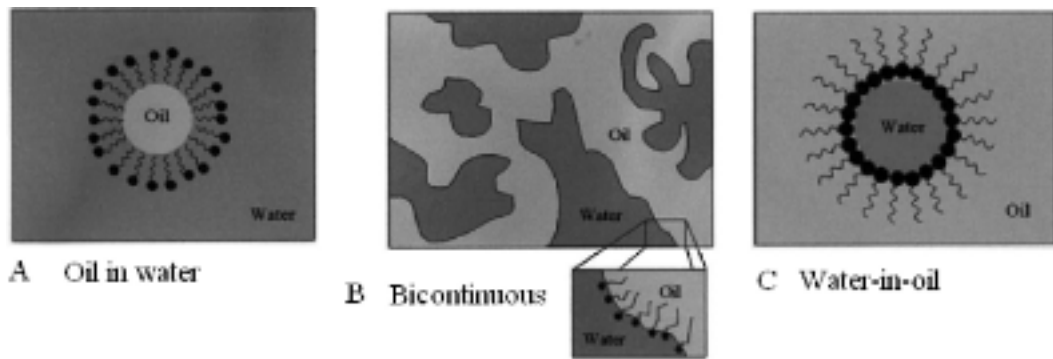 Oil
Water
A Oil in water
Oil
Water
B Bicontinuous
Oil
Water
Water
Oil
C Water-in-oil